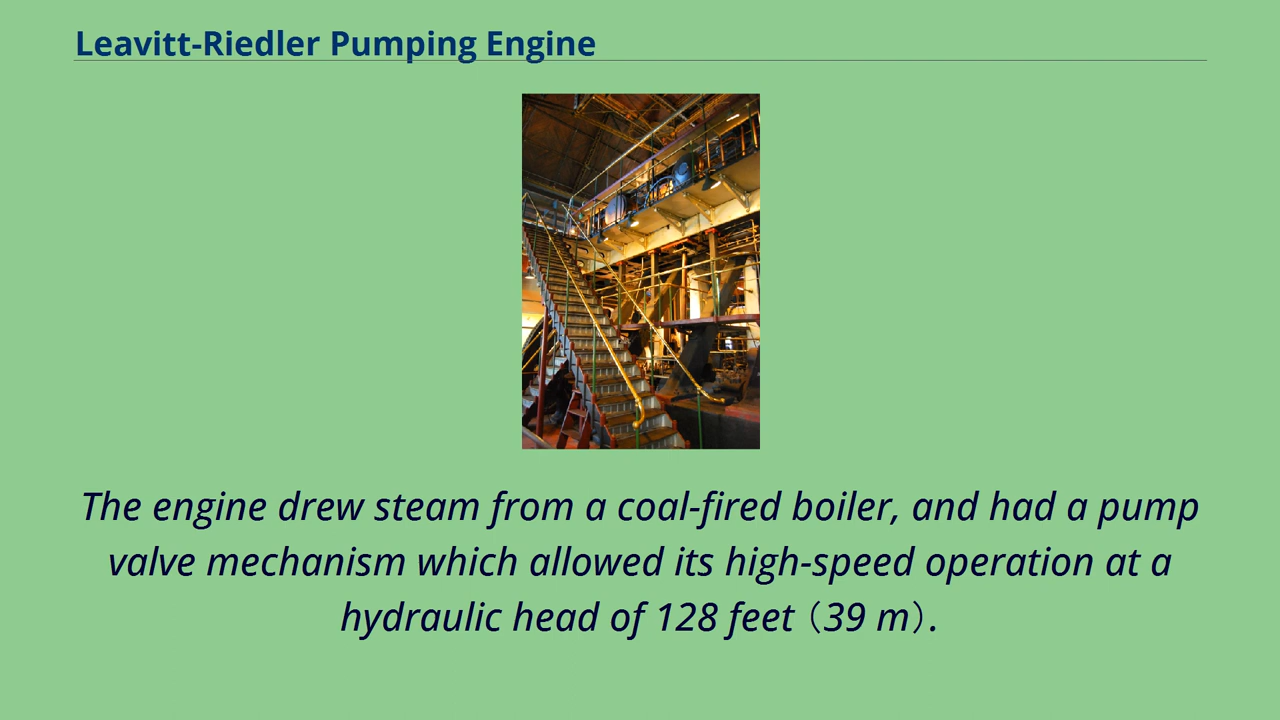 Leavitt-Riedler Pumping Engine
The engine drew steam from a coal-fired boiler, and had a pump
valve mechanism which allowed its high-speed operation at a
hydraulic head of 128 feet（39 m）.